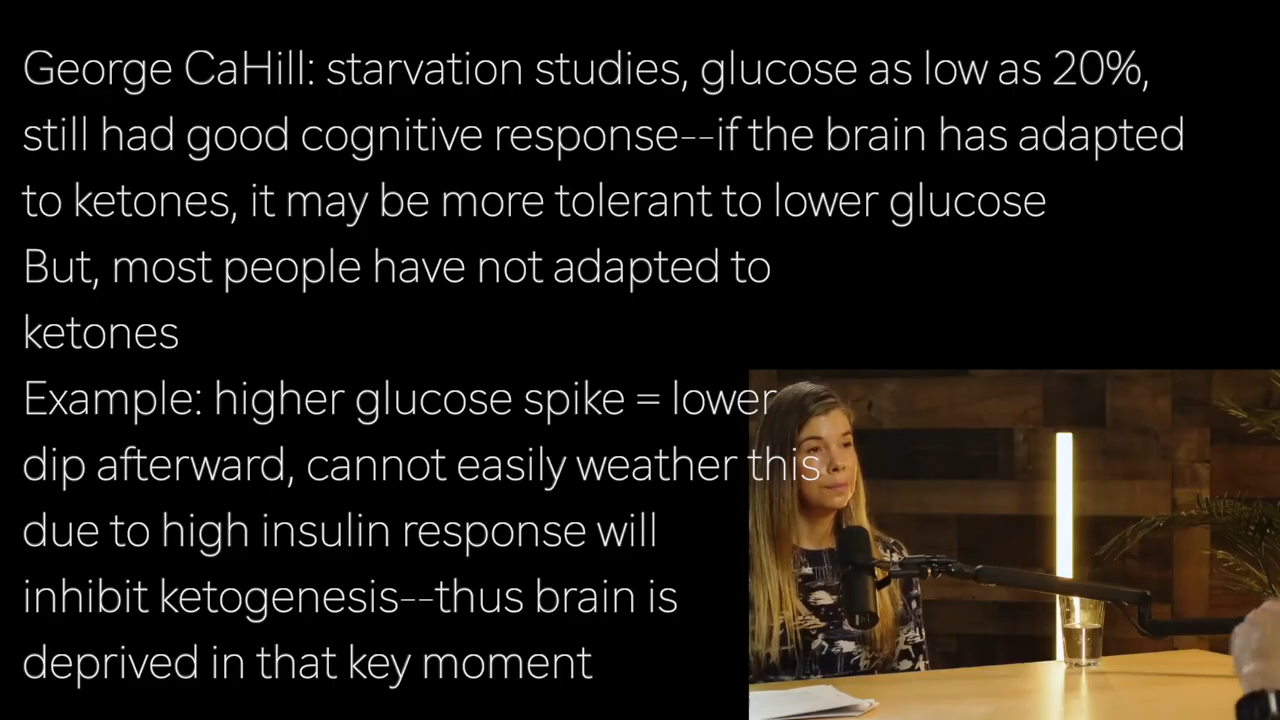 George CaHill: starvation studies, glucose as low as 20%,
still had good cognitive response--if the brain has adapted
to ketones, it may be more tolerant to lower glucose
But, most people have not adapted to
ketones
Example: higher glucose spike = lower
dip afterward, cannot easily weather this
due to high insulin response will
inhibit ketogenesis--thus brain is
deprived in that key moment